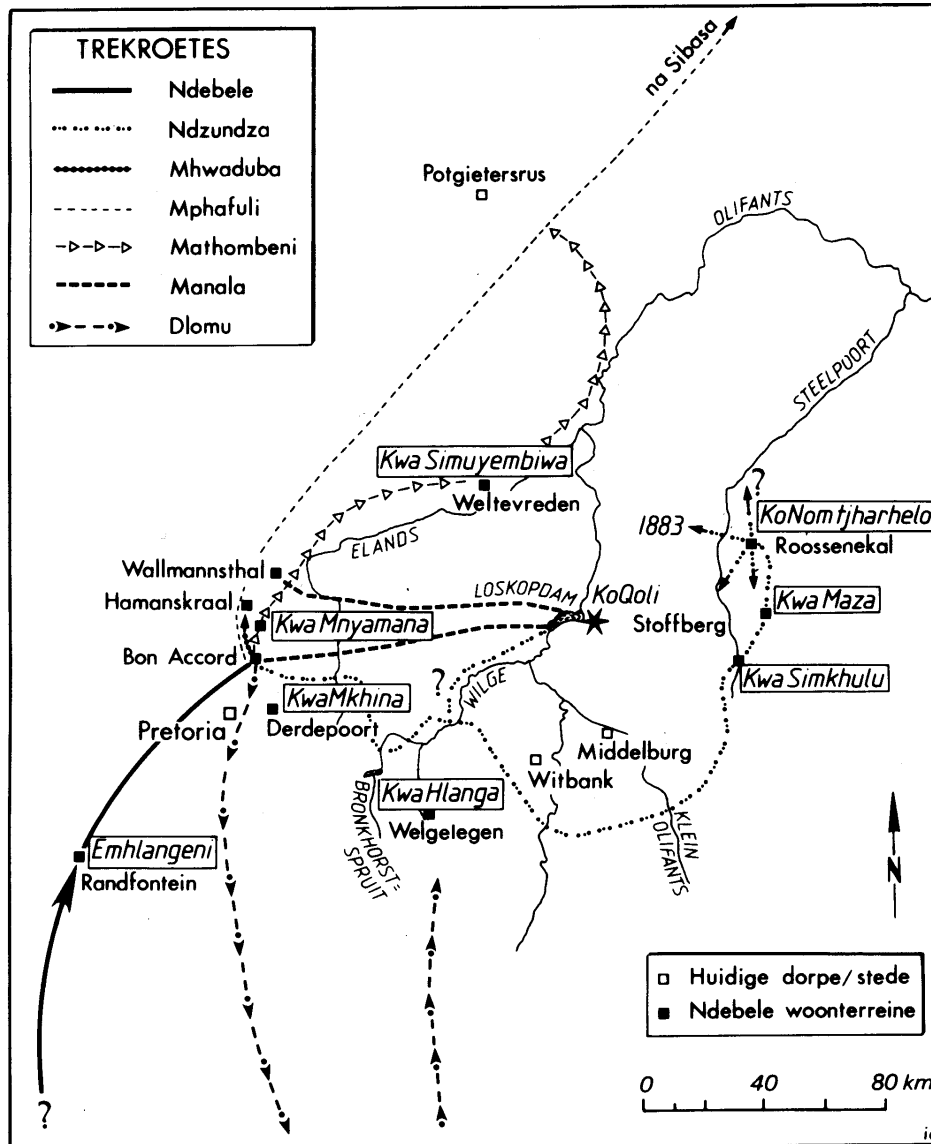 TREKROETES
Ndebele
Ndzundza
Mhwaduba
Mphafuli
Mathombeni
Manala
Dlomu
na Sibasa
Potgietersrus
OLIFANTS
STEELPOORT
Kwa Simuyembiwa
Weltevreden
?
KoNomtjharhelo
1883
Roossenekal
ELANDS
Wallmannsthal
LOSKOPDAM
KoQoli
Hamanskraal
Kwa Mnyamana
Stoffberg
Kwa Maza
Bon Accord
Kwa Simkhulu
?
KwaMkhina
WILGE
Pretoria
Derdepoort
Middelburg
Witbank
Kwa Hlanga
BRONKHORST=
SPRUIT
Welgelegen
KLEIN
OLIFANTS
Emhlangeni
Randfontein
N
Huidige dorpe/stede
Ndebele woonterreine
0 40 80 km
?